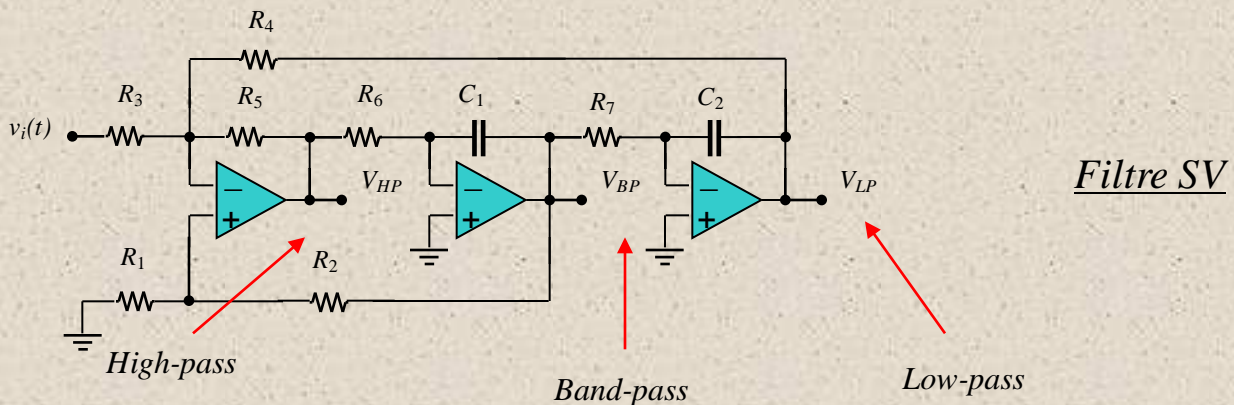 R4
R3
R5
R6
C1
R7
C2
vi(t)
−
+
VHP
−
+
VBP
−
+
VLP
Filtre SV
R1
R2
High-pass
Band-pass
Low-pass